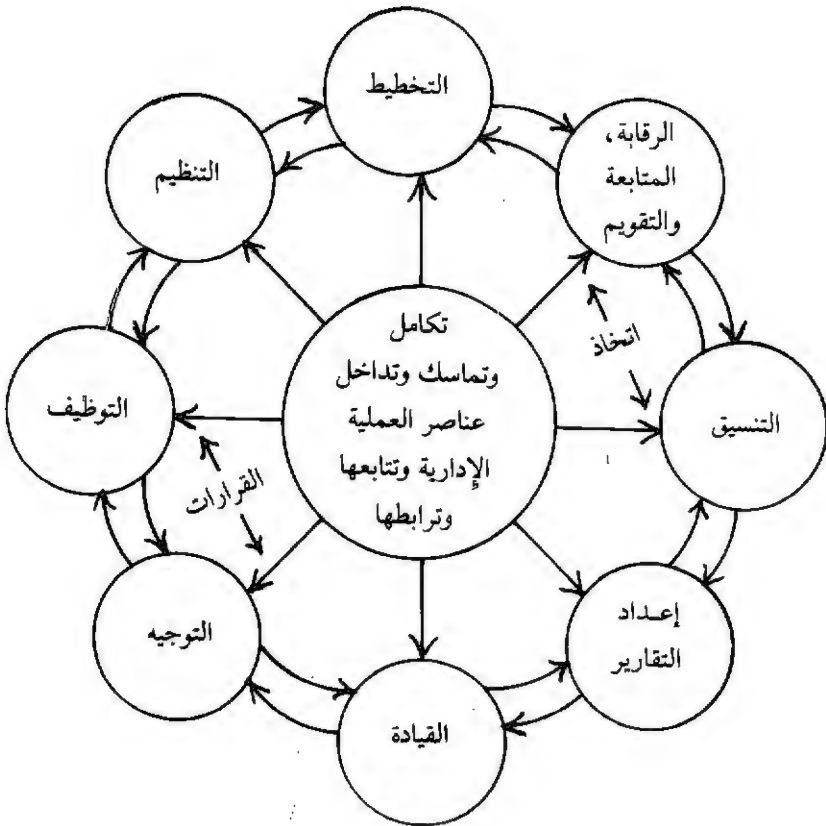 التخطيط
الرقابة،
المتابعة
والتقويم
التنظيم
تكامل
وتماسك وتداخل
عناصر العملية
الإدارية وتتابعها
وترابطها
اتخاذ
القرارات
التنسيق
التوظيف
إعـداد
التقارير
التوجيه
القيادة